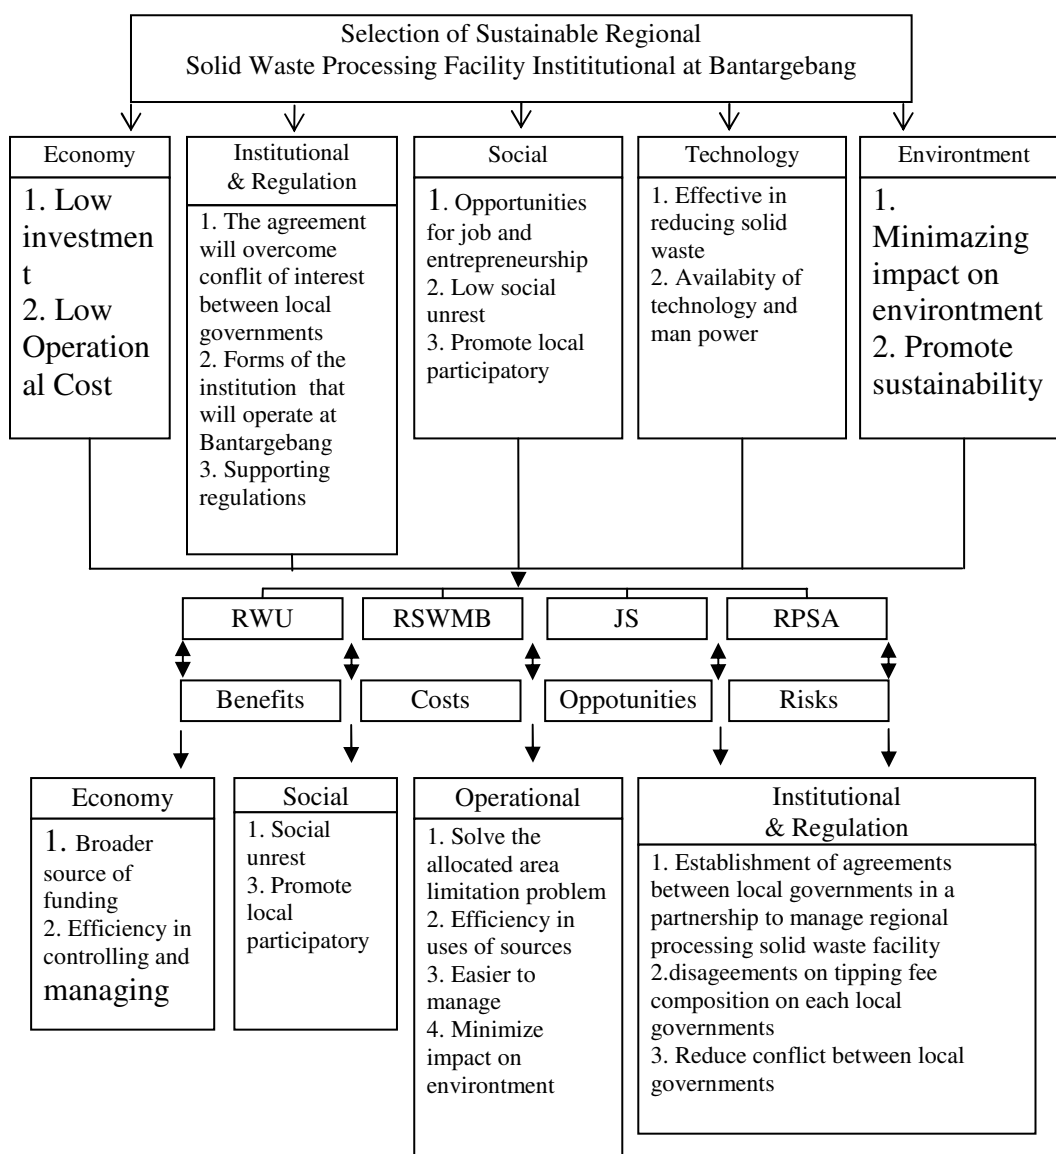 Selection of Sustainable Regional
Solid Waste Processing Facility Instititutional at Bantargebang
Economy
1. Low
investmen
t
2. Low
Operation
al Cost
Institutional
& Regulation
1. The agreement
will overcome
conflit of interest
between local
governments
2. Forms of the
institution that
will operate at
Bantargebang
3. Supporting
regulations
Social
1. Opportunities
for job and
entrepreneurship
2. Low social
unrest
3. Promote local
participatory
Technology
1. Effective in
reducing solid
waste
2. Availabity of
technology and
man power
Environtment
1.
Minimazing
impact on
environtment
2. Promote
sustainability
RWU
RSWMB
JS
RPSA
Benefits
Costs
Oppotunities
Risks
Economy
1. Broader
source of
funding
2. Efficiency in
controlling and
managing
Social
1. Social
unrest
3. Promote
local
participatory
Operational
1. Solve the
allocated area
limitation problem
2. Efficiency in
uses of sources
3. Easier to
manage
4. Minimize
impact on
environtment
Institutional
& Regulation
1. Establishment of agreements
between local governments in a
partnership to manage regional
processing solid waste facility
2.disageements on tipping fee
composition on each local
governments
3. Reduce conflict between local
governments